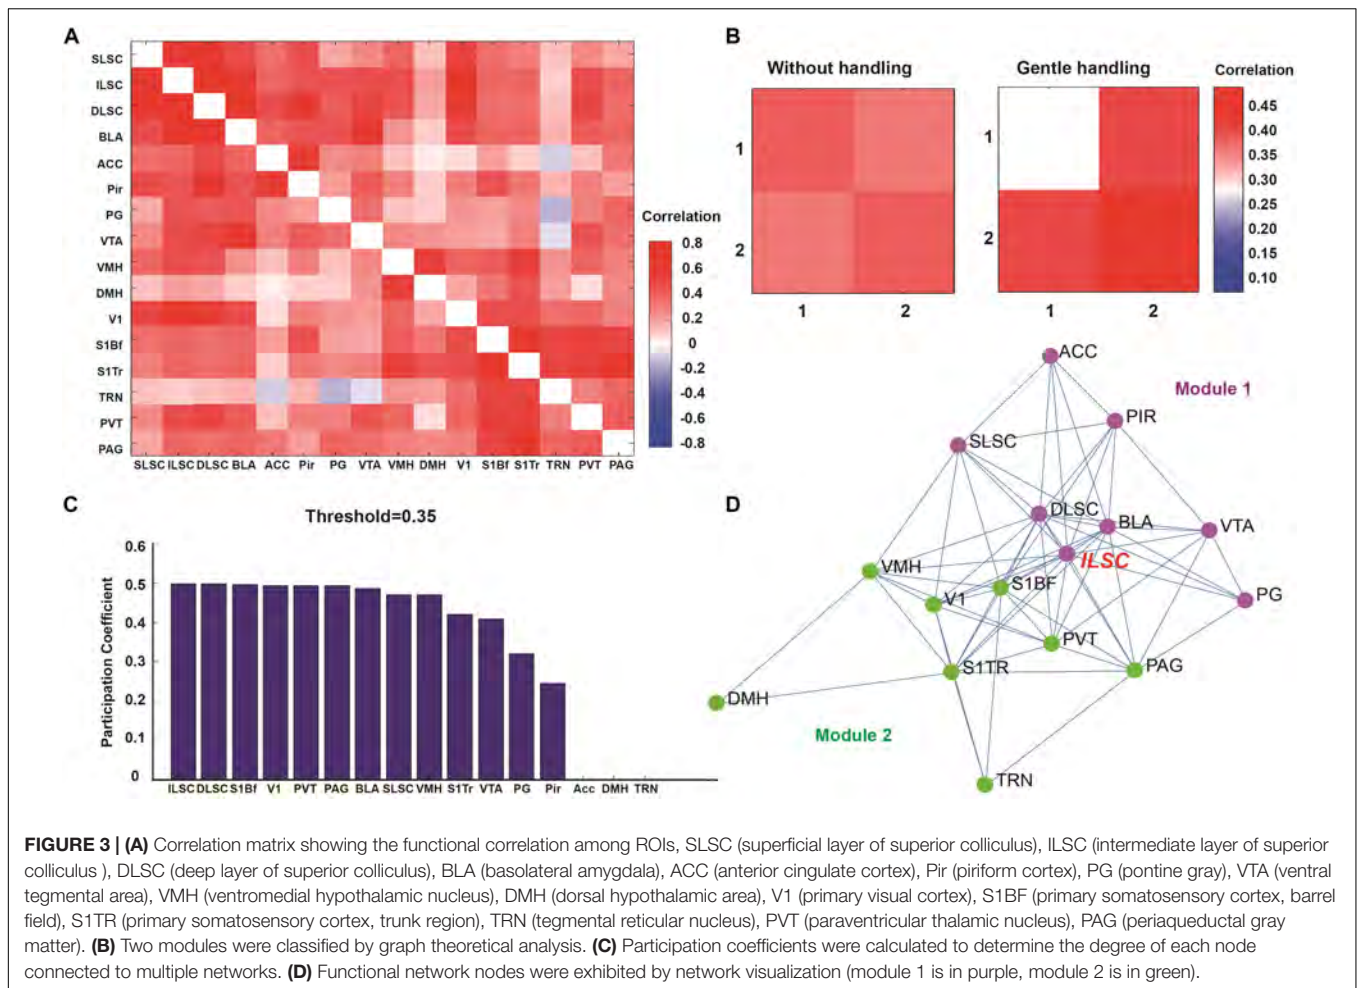 A
SLSC
ILSC
DLSC
BLA
ACC
Pir
PG
VTA
VMH
DMH
V1
S1Bf
S1Tr
TRN
PVT
PAG
SLSC ILSC DLSC BLA ACC Pir PG VTA VMH DMH V1 S1Bf S1Tr TRN PVT PAG
Correlation
0.8
0.6
0.4
0.2
0
-0.2
-0.4
-0.6
-0.8
B
Without handling
1
2
1 2
Gentle handling
1
2
1 2
Correlation
0.45
0.40
0.35
0.30
0.25
0.20
0.15
0.10
C
Threshold=0.35
Participation Coefficient
0.6
0.5
0.4
0.3
0.2
0.1
0
ILSC DLSC S1Bf V1 PVT PAG BLA SLSC VMH S1Tr VTA PG Pir Acc DMH TRN
D
ACC
Module 1
PIR
SLSC
DLSC
BLA
VTA
ILSC
VMH
S1BF
V1
PG
PVT
S1TR
PAG
DMH
Module 2
TRN
FIGURE 3 | (A) Correlation matrix showing the functional correlation among ROIs, SLSC (superficial layer of superior colliculus), ILSC (intermediate layer of superior
colliculus ), DLSC (deep layer of superior colliculus), BLA (basolateral amygdala), ACC (anterior cingulate cortex), Pir (piriform cortex), PG (pontine gray), VTA (ventral
tegmental area), VMH (ventromedial hypothalamic nucleus), DMH (dorsal hypothalamic area), V1 (primary visual cortex), S1BF (primary somatosensory cortex, barrel
field), S1TR (primary somatosensory cortex, trunk region), TRN (tegmental reticular nucleus), PVT (paraventricular thalamic nucleus), PAG (periaqueductal gray
matter). (B) Two modules were classified by graph theoretical analysis. (C) Participation coefficients were calculated to determine the degree of each node
connected to multiple networks. (D) Functional network nodes were exhibited by network visualization (module 1 is in purple, module 2 is in green).